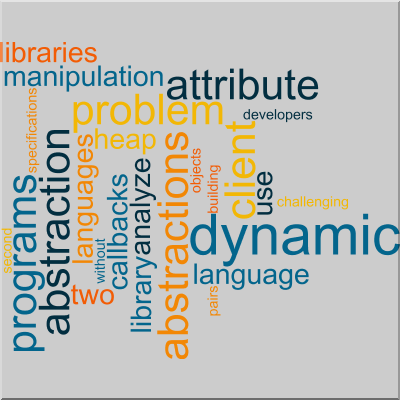 libraries
manipulation
attribute
problem
developers
specifications
heap
languages
abstraction
programs
second
without
callbacks
two
library
analyze
abstractions
objects
building
client
use
challenging
dynamic
language
pairs